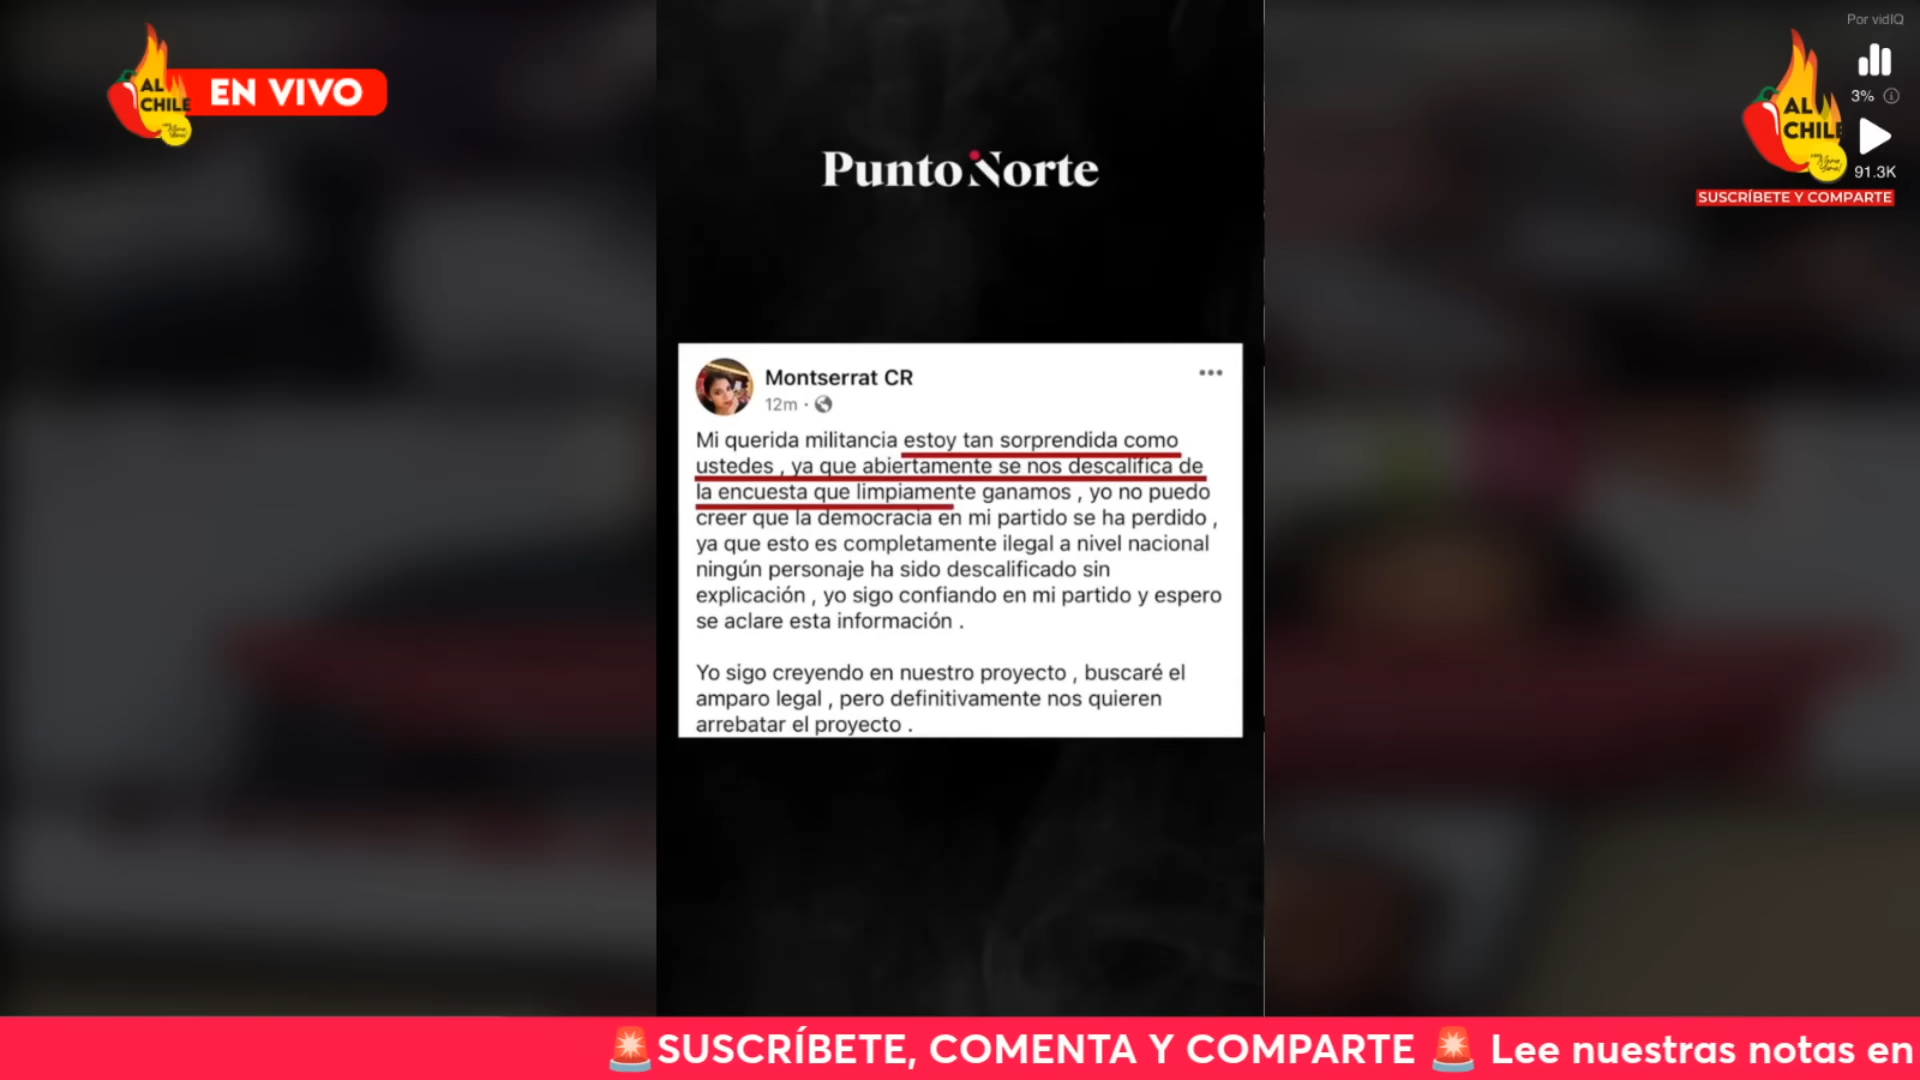 Por vidIQ
AL CHILE
EN VIVO
AL CHILE
3%
91.3K
SUSCRÍBETE Y COMPARTE
Punto Norte
Montserrat CR
12m ·
Mi querida militancia estoy tan sorprendida como
ustedes , ya que abiertamente se nos descalifica de
la encuesta que limpiamente ganamos , yo no puedo
creer que la democracia en mi partido se ha perdido ,
ya que esto es completamente ilegal a nivel nacional
ningún personaje ha sido descalificado sin
explicación , yo sigo confiando en mi partido y espero
se aclare esta información .
Yo sigo creyendo en nuestro proyecto , buscaré el
amparo legal , pero definitivamente nos quieren
arrebatar el proyecto .
🚨SUSCRÍBETE, COMENTA Y COMPARTE 🚨 Lee nuestras notas en